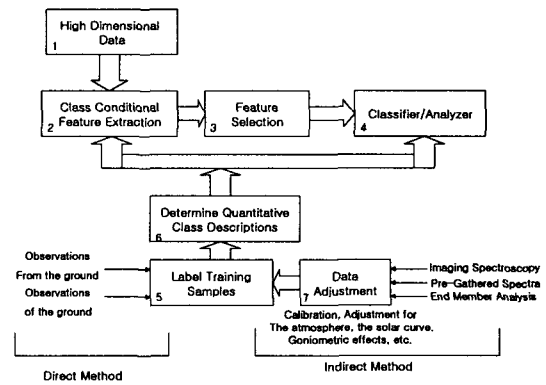 High Dimensional
Data
1
Class Conditional
Feature Extraction
2
Feature
Selection
3
Classifier/Analyzer
4
Determine Quantitative
Class Descriptions
6
Observations
From the ground
Observations
of the ground
Label Training
Samples
5
Data
Adjustment
7
Imaging Spectroscopy
Pre-Gathered Spectra
End Member Analysis
Calibration, Adjustment for
The atmosphere, the solar curve,
Goniometric effects, etc.
Direct Method
Indirect Method